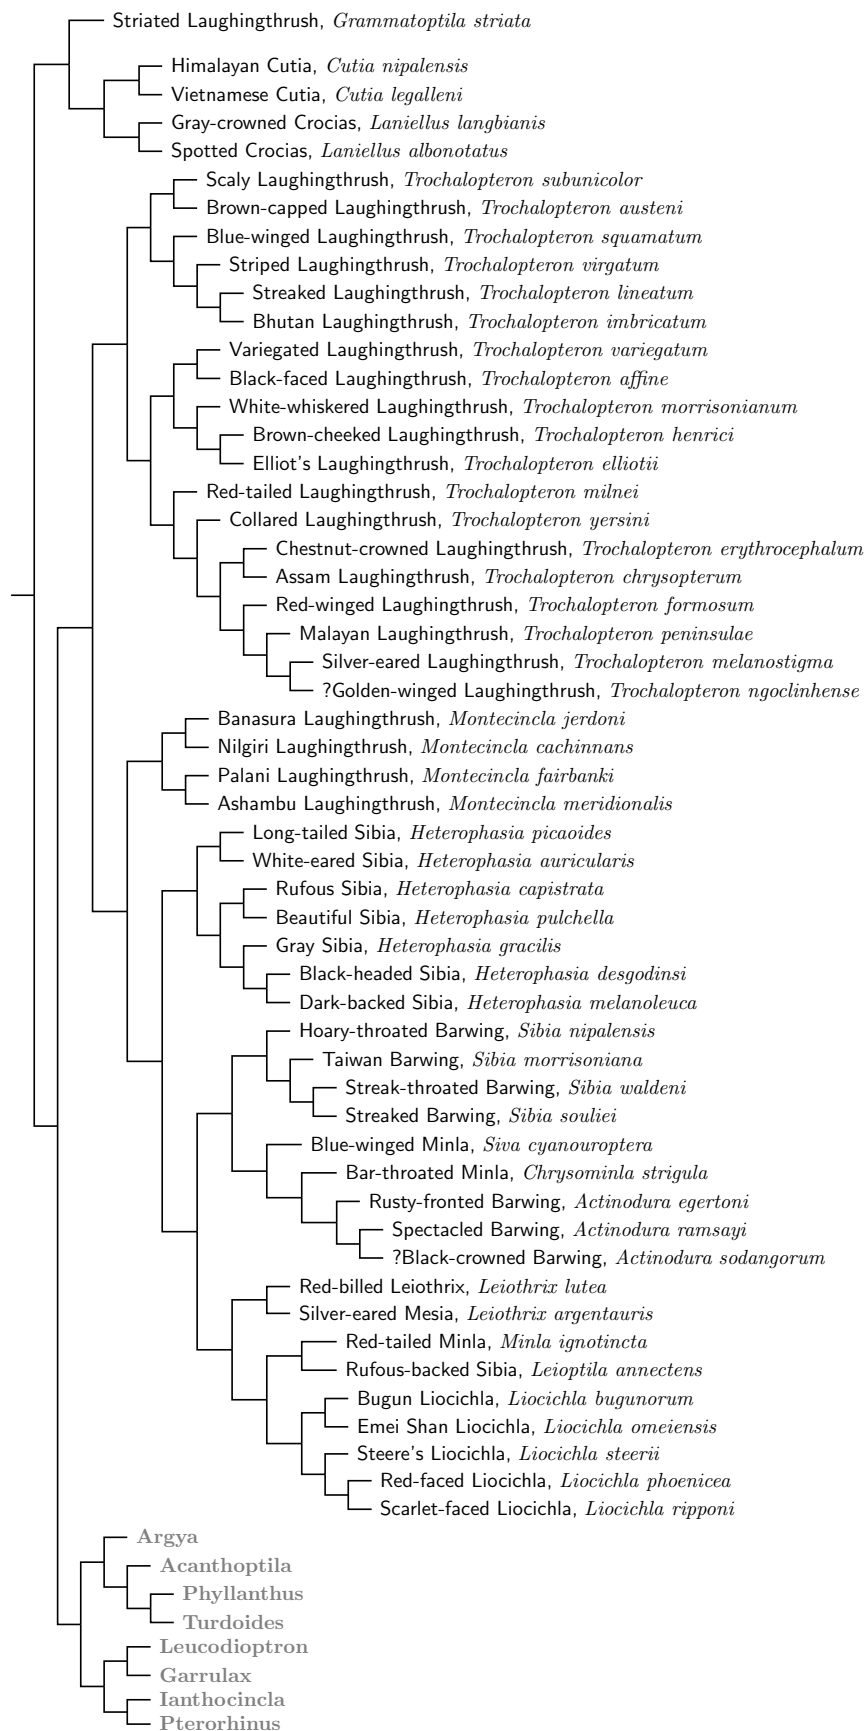 Striated Laughingthrush, Grammatoptila striata
Himalayan Cutia, Cutia nipalensis
Vietnamese Cutia, Cutia legalleni
Gray-crowned Crocias, Laniellus langbianis
Spotted Crocias, Laniellus albonotatus
Scaly Laughingthrush, Trochalopteron subunicolor
Brown-capped Laughingthrush, Trochalopteron austeni
Blue-winged Laughingthrush, Trochalopteron squamatum
Striped Laughingthrush, Trochalopteron virgatum
Streaked Laughingthrush, Trochalopteron lineatum
Bhutan Laughingthrush, Trochalopteron imbricatum
Variegated Laughingthrush, Trochalopteron variegatum
Black-faced Laughingthrush, Trochalopteron affine
White-whiskered Laughingthrush, Trochalopteron morrisonianum
Brown-cheeked Laughingthrush, Trochalopteron henrici
Elliot's Laughingthrush, Trochalopteron elliotii
Red-tailed Laughingthrush, Trochalopteron milnei
Collared Laughingthrush, Trochalopteron yersini
Chestnut-crowned Laughingthrush, Trochalopteron erythrocephalum
Assam Laughingthrush, Trochalopteron chrysopterum
Red-winged Laughingthrush, Trochalopteron formosum
Malayan Laughingthrush, Trochalopteron peninsulae
Silver-eared Laughingthrush, Trochalopteron melanostigma
?Golden-winged Laughingthrush, Trochalopteron ngoclinhense
Banasura Laughingthrush, Montecincla jerdoni
Nilgiri Laughingthrush, Montecincla cachinnans
Palani Laughingthrush, Montecincla fairbanki
Ashambu Laughingthrush, Montecincla meridionalis
Long-tailed Sibia, Heterophasia picaoides
White-eared Sibia, Heterophasia auricularis
Rufous Sibia, Heterophasia capistrata
Beautiful Sibia, Heterophasia pulchella
Gray Sibia, Heterophasia gracilis
Black-headed Sibia, Heterophasia desgodinsi
Dark-backed Sibia, Heterophasia melanoleuca
Hoary-throated Barwing, Sibia nipalensis
Taiwan Barwing, Sibia morrisoniana
Streak-throated Barwing, Sibia waldeni
Streaked Barwing, Sibia souliei
Blue-winged Minla, Siva cyanouroptera
Bar-throated Minla, Chrysominla strigula
Rusty-fronted Barwing, Actinodura egertoni
Spectacled Barwing, Actinodura ramsayi
?Black-crowned Barwing, Actinodura sodangorum
Red-billed Leiothrix, Leiothrix lutea
Silver-eared Mesia, Leiothrix argentauris
Red-tailed Minla, Minla ignotincta
Rufous-backed Sibia, Leioptila annectens
Bugun Liocichla, Liocichla bugunorum
Emei Shan Liocichla, Liocichla omeiensis
Steere's Liocichla, Liocichla steerii
Red-faced Liocichla, Liocichla phoenicea
Scarlet-faced Liocichla, Liocichla ripponi
Argya
Acanthoptila
Phyllanthus
Turdoides
Leucodioptron
Garrulax
Ianthocincla
Pterorhinus